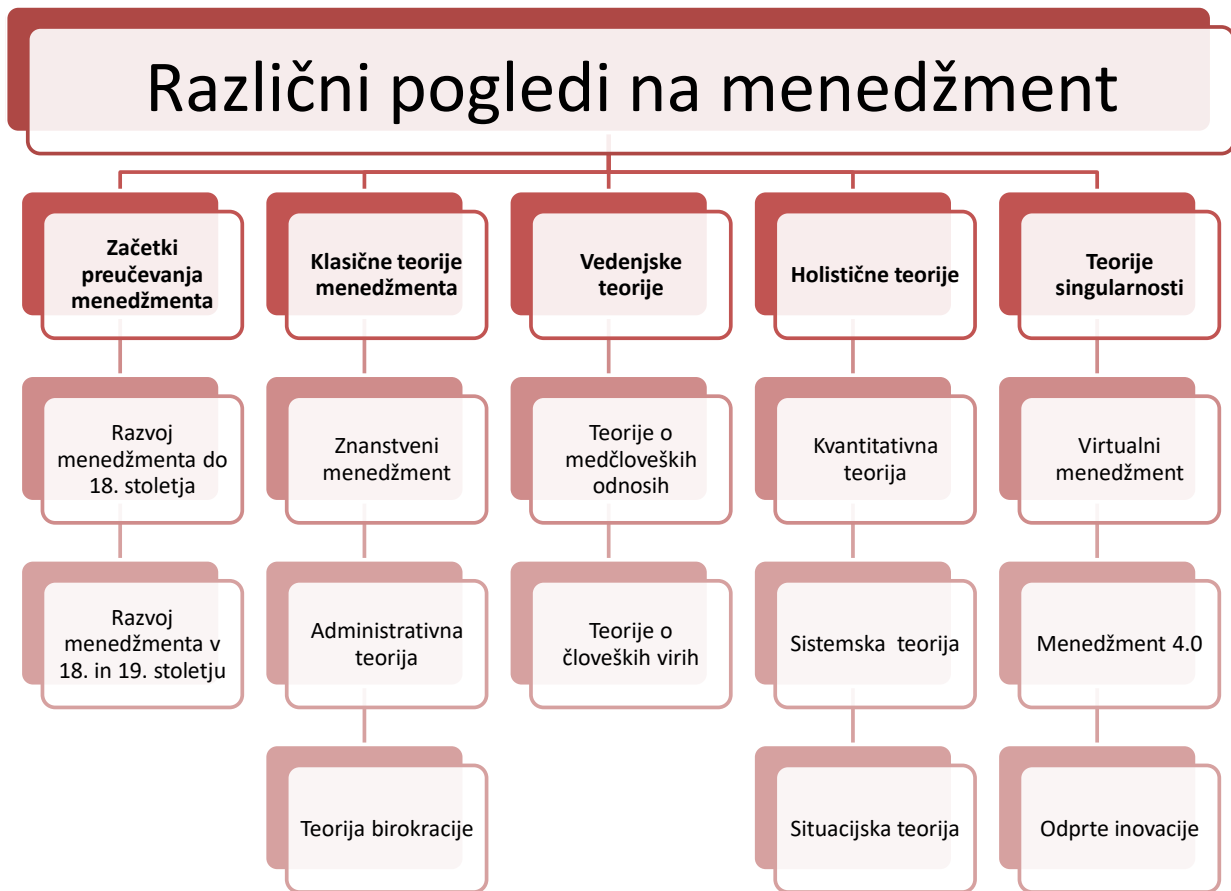 Različni pogledi na menedžment
Začetki
preučevanja
menedžmenta
Razvoj
menedžmenta do
18. stoletja
Razvoj
menedžmenta v
18. in 19. stoletju
Klasične teorije
menedžmenta
Znanstveni
menedžment
Administrativna
teorija
Teorija birokracije
Vedenjske
teorije
Teorije o
medčloveških
odnosih
Teorije o
človeških virih
Holistične teorije
Kvantitativna
teorija
Sistemska  teorija
Situacijska teorija
Teorije
singularnosti
Virtualni
menedžment
Menedžment 4.0
Odprte inovacije